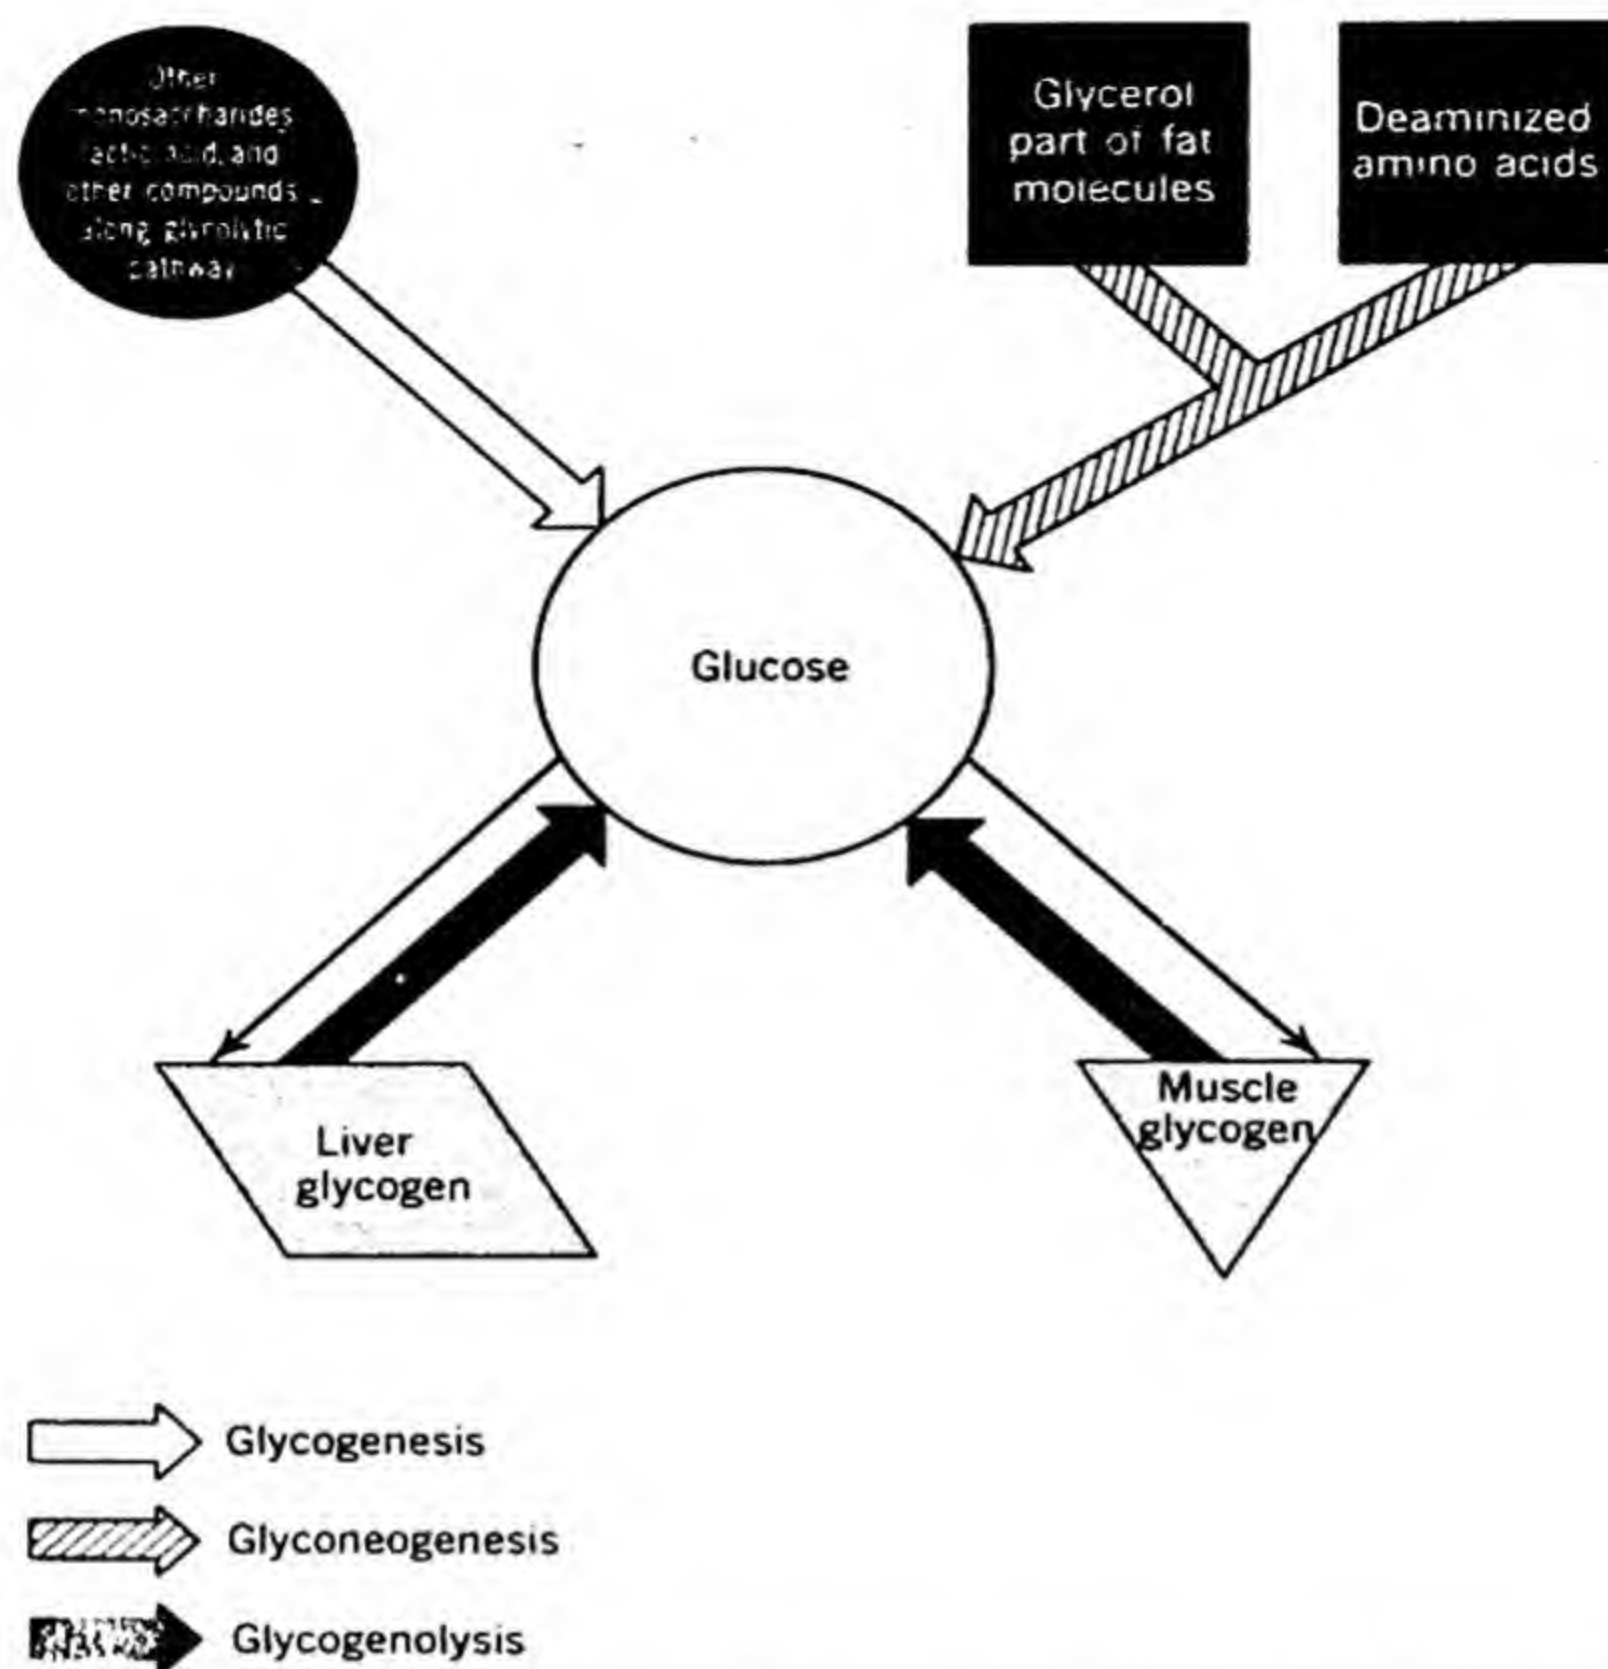 Other
monosaccharides
lactic acid, and
other compounds
along glycolytic
pathway
Glycerol
part of fat
molecules
Deaminized
amino acids
Glucose
Liver
glycogen
Muscle
glycogen
Glycogenesis
Glyconeogenesis
Glycogenolysis